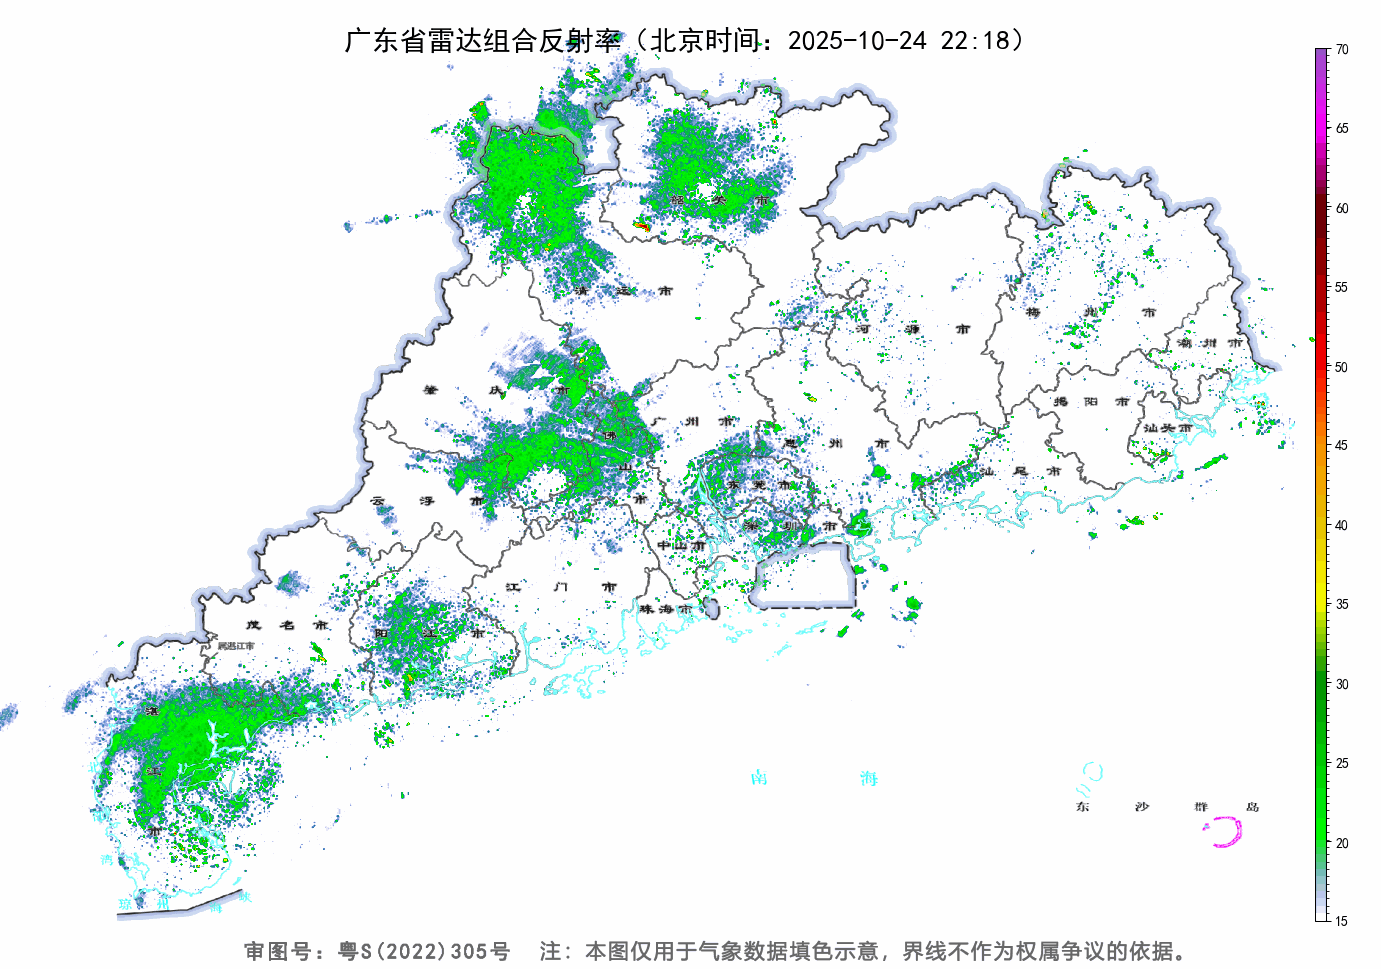 广东省雷达组合反射率（北京时间：2025-10-24 22:18）
70
65
60
55
50
45
40
35
30
25
20
15
韶 关 市
清 远 市
河 源 市
梅 州 市
潮 州 市
肇 庆 市
广 州 市
揭 阳 市
汕 头 市
佛 山 市
惠 州 市
汕 尾 市
云 浮 市
东 莞 市
深 圳 市
中 山 市
江 门 市
珠 海 市
茂 名 市
属湛江市
阳 江 市
湛 江 市
南 海
东 沙 群 岛
湾
琼 州 海 峡
审图号：粤S(2022)305号 注：本图仅用于气象数据填色示意，界线不作为权属争议的依据。